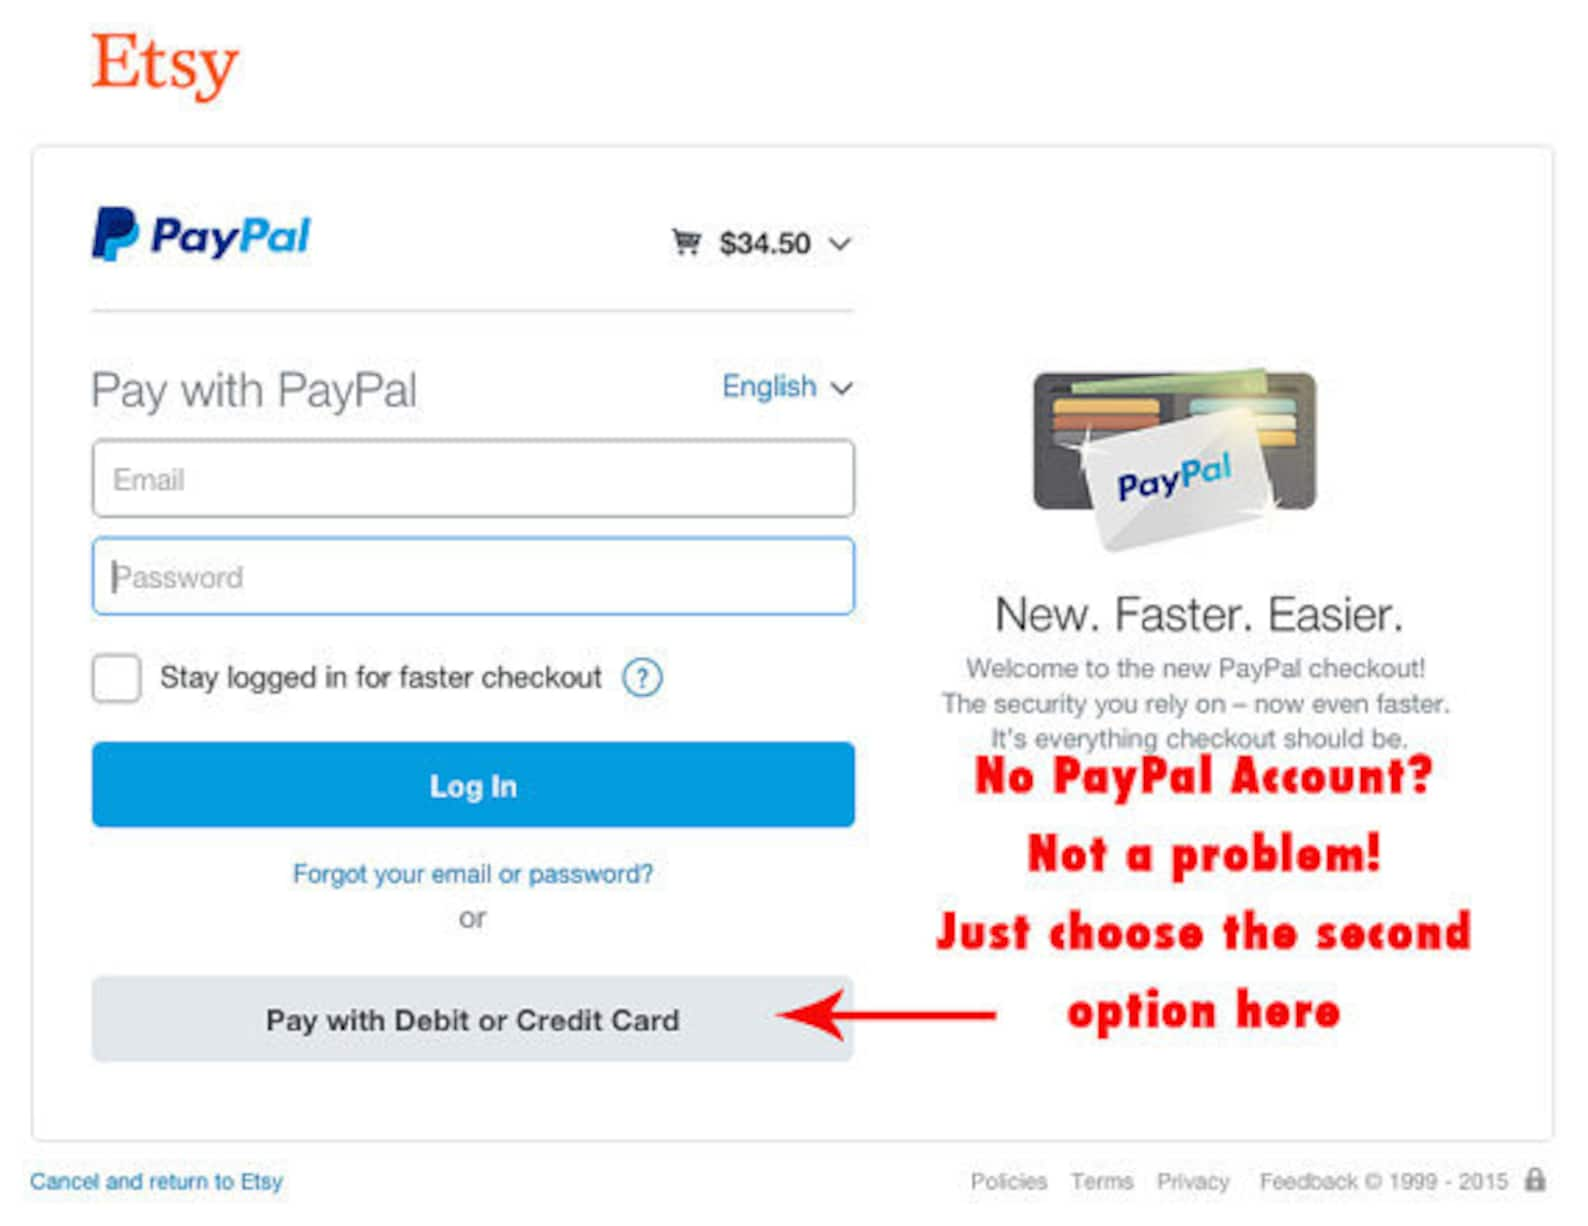 Etsy
PayPal
$34.50
Pay with PayPal
English
Email
Password
Stay logged in for faster checkout ?
Log In
Forgot your email or password?
or
Pay with Debit or Credit Card
PayPal
New. Faster. Easier.
Welcome to the new PayPal checkout!
The security you rely on – now even faster.
It's everything checkout should be.
No PayPal Account?
Not a problem!
Just choose the second
option here
Cancel and return to Etsy
Policies Terms Privacy Feedback © 1999 - 2015